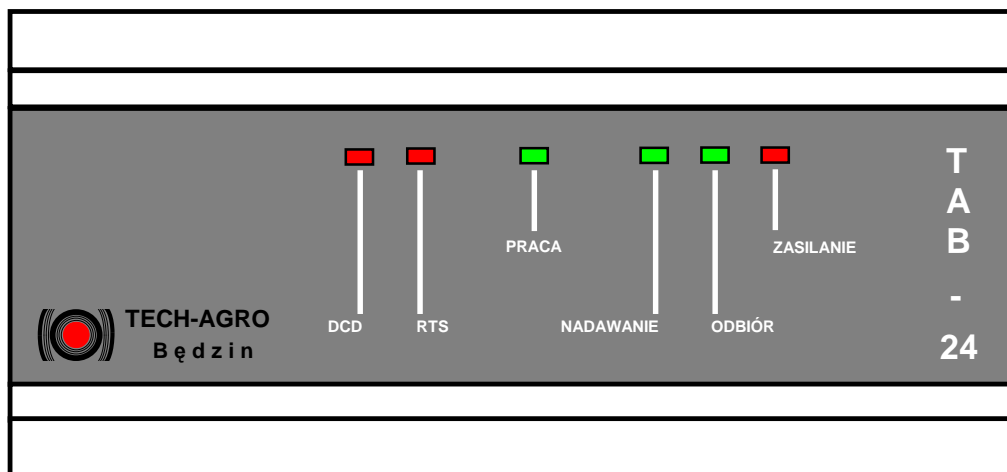 TECH-AGRO
Będzin
DCD
RTS
PRACA
NADAWANIE
ODBIÓR
ZASILANIE
T
A
B
-
24